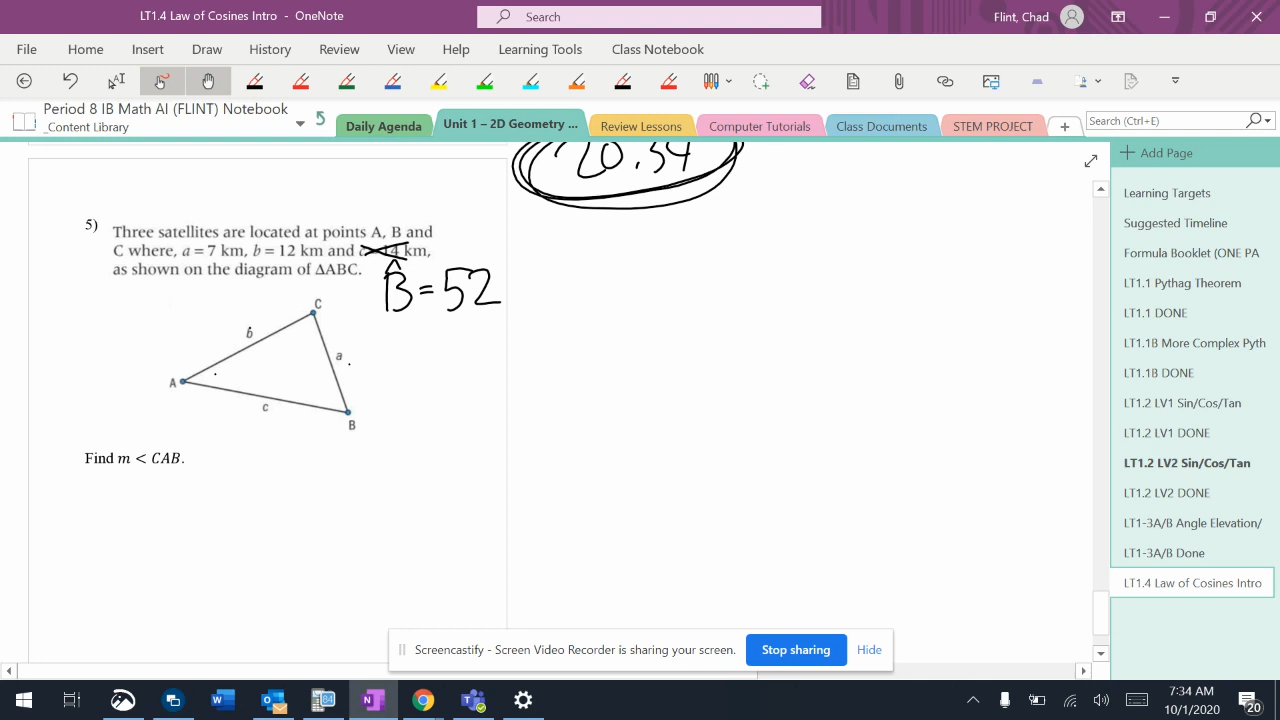 LT1.4 Law of Cosines Intro - OneNote
Search
Flint, Chad
File Home Insert Draw History Review View Help Learning Tools Class Notebook
Period 8 IB Math AI (FLINT) Notebook
_Content Library
Daily Agenda
Unit 1 – 2D Geometry ...
Review Lessons
Computer Tutorials
Class Documents
STEM PROJECT
Search (Ctrl+E)
Add Page
Learning Targets
Suggested Timeline
Formula Booklet (ONE PA
LT1.1 Pythag Theorem
LT1.1 DONE
LT1.1B More Complex Pyth
LT1.1B DONE
LT1.2 LV1 Sin/Cos/Tan
LT1.2 LV1 DONE
LT1.2 LV2 Sin/Cos/Tan
LT1.2 LV2 DONE
LT1-3A/B Angle Elevation/
LT1-3A/B Done
LT1.4 Law of Cosines Intro
20.54
5)
Three satellites are located at points A, B and
C where, a = 7 km, b = 12 km and c = 14 km,
as shown on the diagram of ΔABC.
B̂ = 52
C
b
a
A
c
B
Find m < CAB.
Screencastify - Screen Video Recorder is sharing your screen.
Stop sharing
Hide
84
7:34 AM
10/1/2020
20